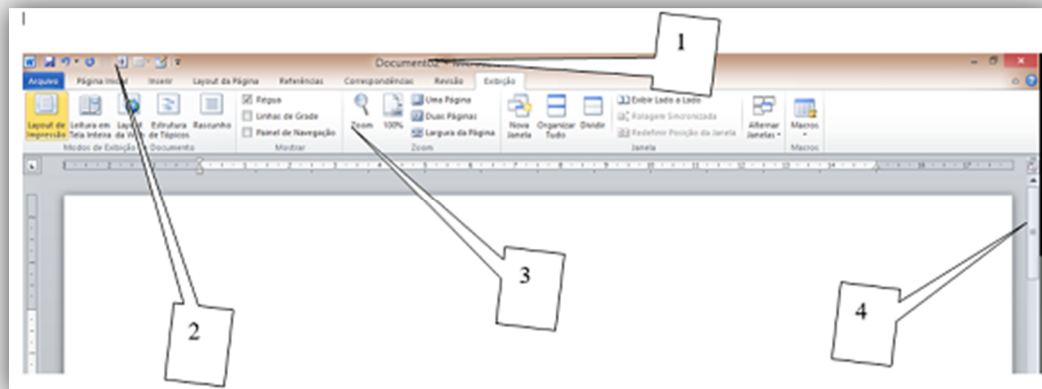 1
Documento2 -
Arquivo Página Inicial Inserir Layout da Página Referências Correspondências Revisão Exibição
Layout de Impressão
Leitura em Tela Inteira
Layout da Web
Estrutura de Tópicos
Rascunho
Modos de Exibição Documento
Régua
Linhas de Grade
Painel de Navegação
Mostrar
Zoom
100%
Uma Página
Duas Páginas
Largura da Página
Zoom
Nova Janela
Organizar Tudo
Dividir
Exibir Lado a Lado
Rolagem Sincronizada
Redefinir Posição da Janela
Janela
Alternar Janelas
Macros
Macros
3
4
2